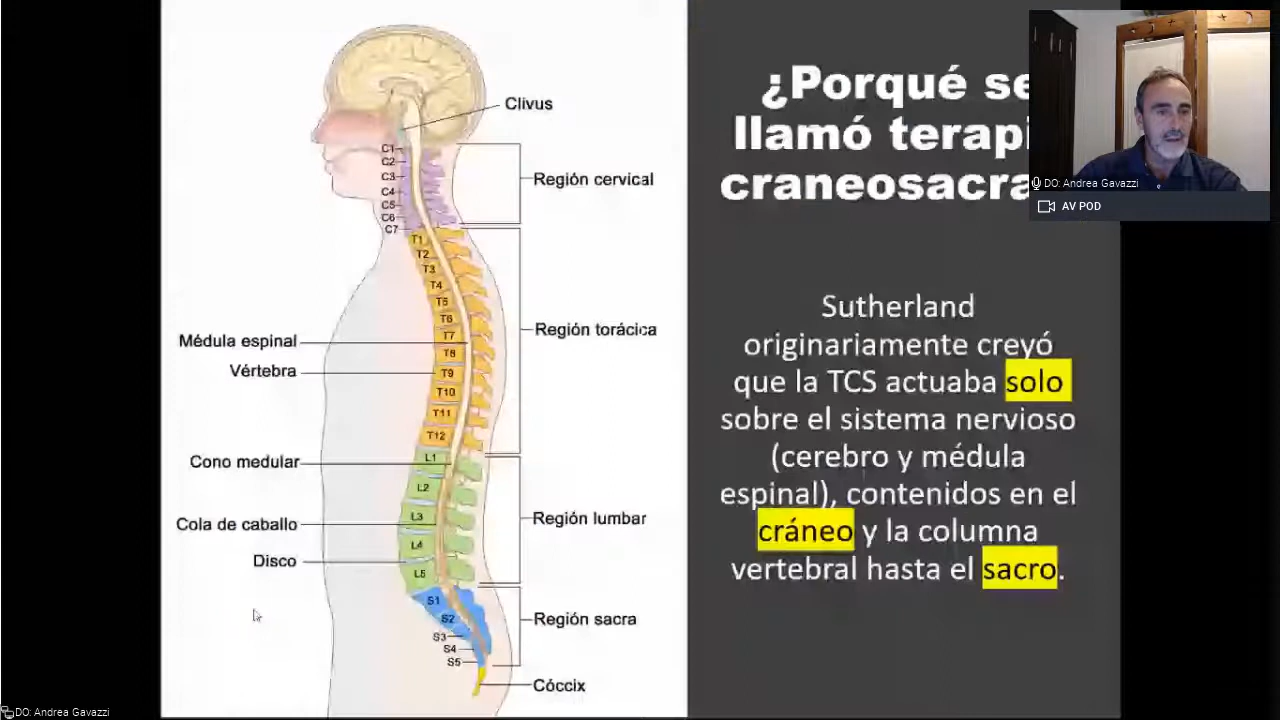 Clivus
C1
C2
C3
C4
C5
C6
C7
Región cervical
T1
T2
T3
T4
T5
T6
T7
T8
T9
T10
T11
T12
Región torácica
Médula espinal
Vértebra
Cono medular
L1
L2
L3
L4
L5
Cola de caballo
Región lumbar
Disco
S1
S2
S3
S4
S5
Región sacra
Cóccix
¿Porqué se
llamó terapi
craneosacra
Sutherland
originariamente creyó
que la TCS actuaba solo
sobre el sistema nervioso
(cerebro y médula
espinal), contenidos en el
cráneo y la columna
vertebral hasta el sacro.
DO: Andrea Gavazzi
AV POD
DO: Andrea Gavazzi